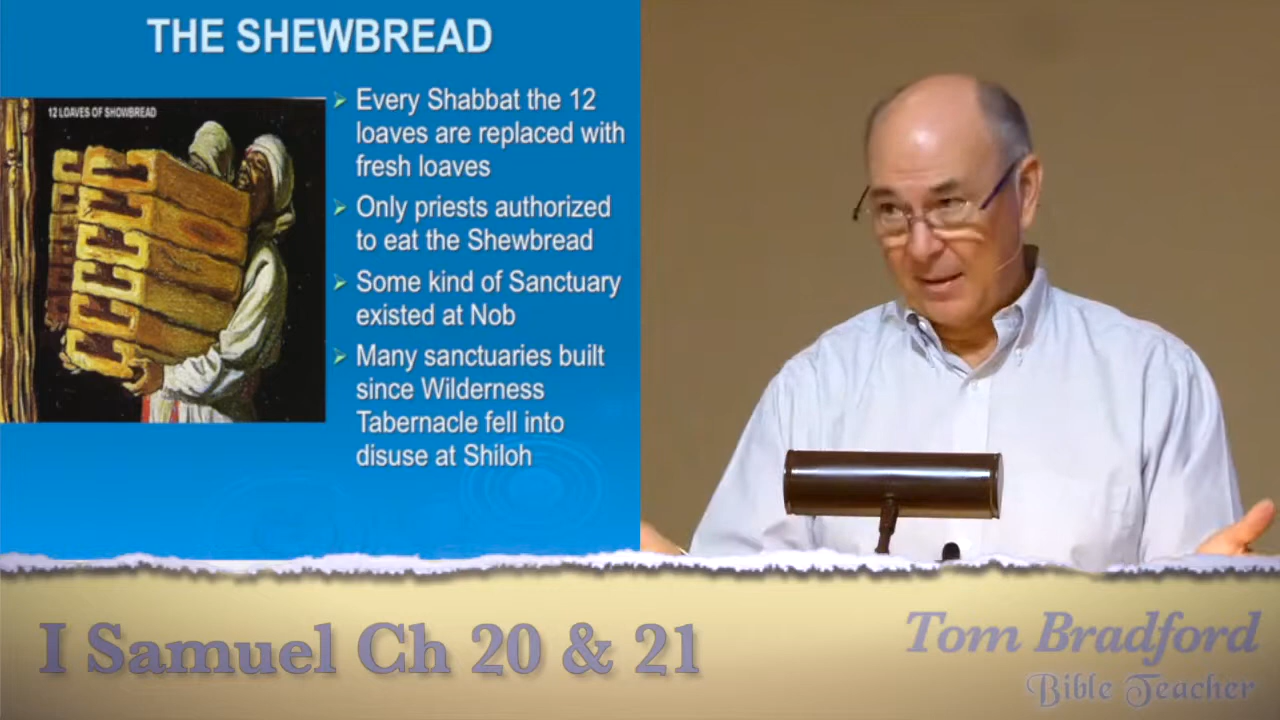 THE SHEWBREAD
12 LOAVES OF SHOWBREAD
Every Shabbat the 12
loaves are replaced with
fresh loaves
Only priests authorized
to eat the Shewbread
Some kind of Sanctuary
existed at Nob
Many sanctuaries built
since Wilderness
Tabernacle fell into
disuse at Shiloh
I Samuel Ch 20 & 21
Tom Bradford
Bible Teacher